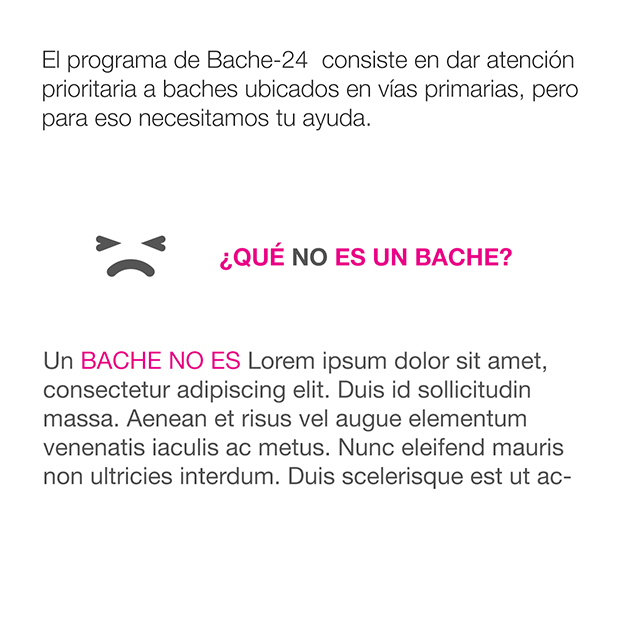 El programa de Bache-24  consiste en dar atención
prioritaria a baches ubicados en vías primarias, pero
para eso necesitamos tu ayuda.
¿QUÉ NO ES UN BACHE?
Un BACHE NO ES Lorem ipsum dolor sit amet,
consectetur adipiscing elit. Duis id sollicitudin
massa. Aenean et risus vel augue elementum
venenatis iaculis ac metus. Nunc eleifend mauris
non ultricies interdum. Duis scelerisque est ut ac-